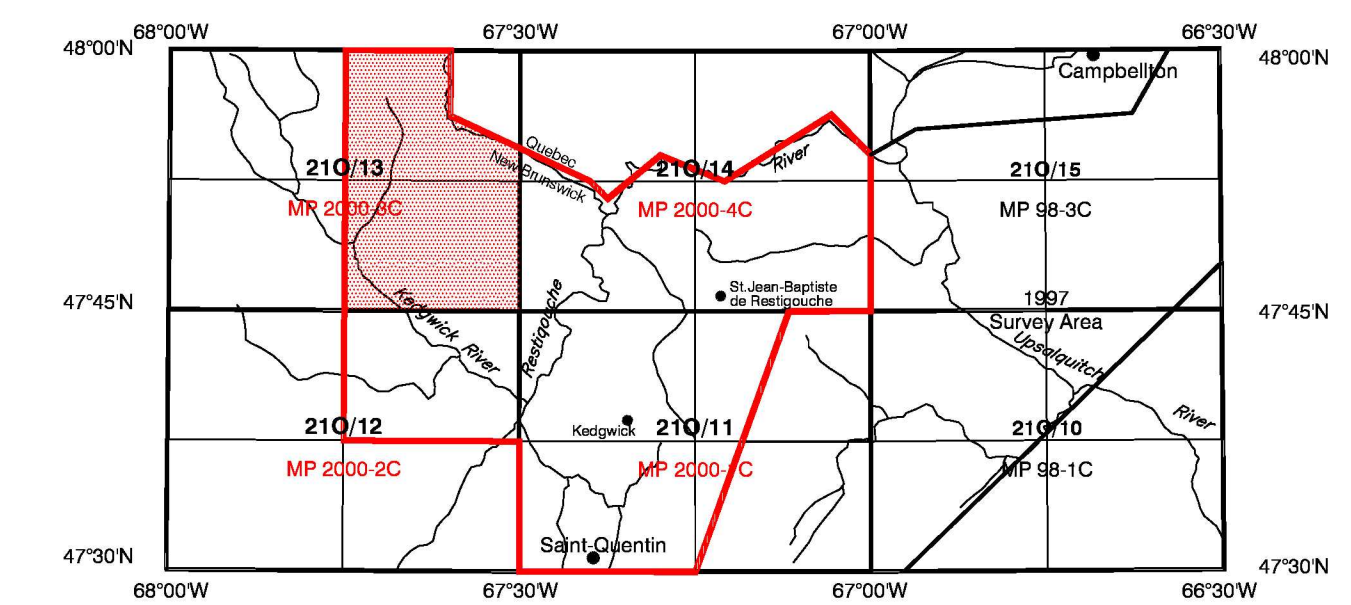 68°00'W 67°30'W 67°00'W 66°30'W
48°00'N 48°00'N
Campbellton
Quebec
New Brunswick
River
21O/13 21O/14 21O/15
MP 2000-3C MP 2000-4C MP 98-3C
St.Jean-Baptiste
de Restigouche
47°45'N 47°45'N
1997
Survey Area
Kedgwick River
Restigouche
Upsalquitch River
Kedgwick
21O/12 21O/11 21O/10
MP 2000-2C MP 2000-1C MP 98-1C
Saint-Quentin
47°30'N 47°30'N
68°00'W 67°30'W 67°00'W 66°30'W